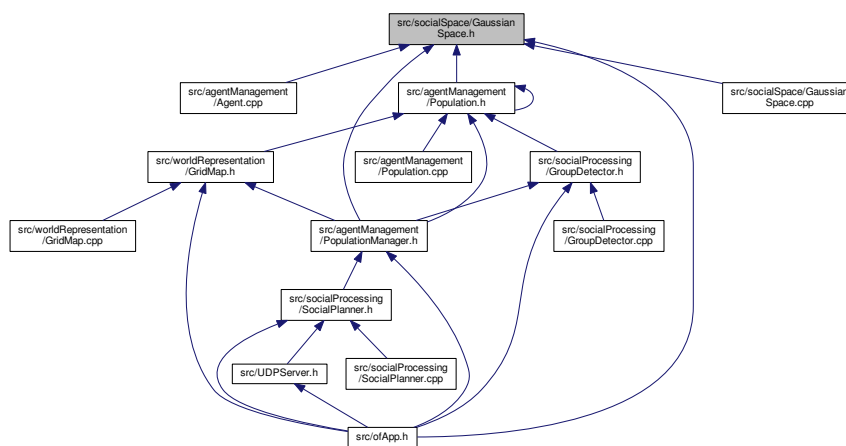 src/socialSpace/Gaussian
Space.h
src/agentManagement
/Agent.cpp
src/agentManagement
/Population.h
src/socialSpace/Gaussian
Space.cpp
src/worldRepresentation
/GridMap.h
src/agentManagement
/Population.cpp
src/socialProcessing
/GroupDetector.h
src/worldRepresentation
/GridMap.cpp
src/agentManagement
/PopulationManager.h
src/socialProcessing
/GroupDetector.cpp
src/socialProcessing
/SocialPlanner.h
src/UDPServer.h
src/socialProcessing
/SocialPlanner.cpp
src/ofApp.h